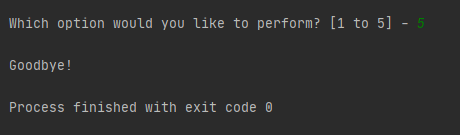 Which option would you like to perform? [1 to 5] - 5
Goodbye!
Process finished with exit code 0